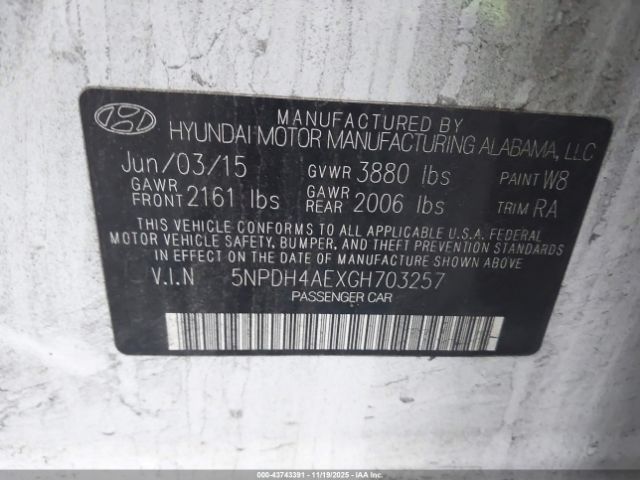 MANUFACTURED BY
HYUNDAI MOTOR MANUFACTURING ALABAMA, LLC
Jun/03/15 GVWR 3880 lbs PAINT W8
GAWR FRONT 2161 lbs GAWR REAR 2006 lbs TRIM RA
THIS VEHICLE CONFORMS TO ALL APPLICABLE U.S.A. FEDERAL
MOTOR VEHICLE SAFETY, BUMPER, AND THEFT PREVENTION STANDARDS
IN EFFECT ON THE DATE OF MANUFACTURE SHOWN ABOVE.
V.I.N 5NPDH4AEXGH703257
PASSENGER CAR
000-43743391 11/19/2025 IAAI.COM